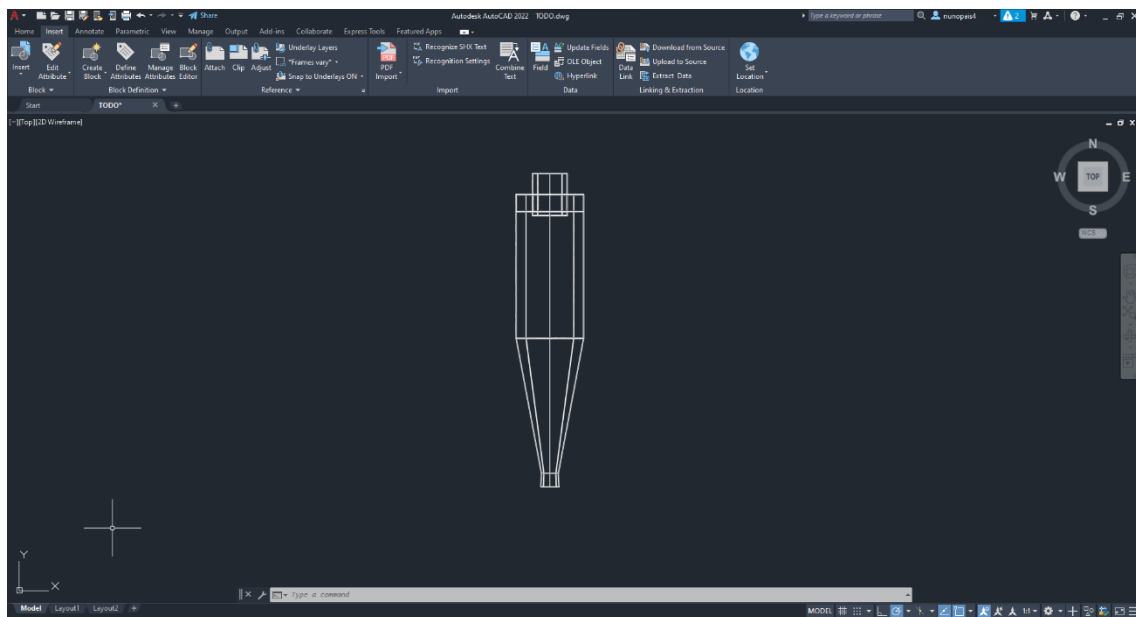 Share
Autodesk AutoCAD 2022 TODO.dwg
Type a keyword or phrase
nunopais4
2
Home Insert Annotate Parametric View Manage Output Add-ins Collaborate Express Tools Featured Apps
Insert
Edit
Attribute
Create
Block
Define
Attributes
Manage
Attributes
Block
Editor
Attach
Clip
Adjust
Underlay Layers
*Frames vary*
Snap to Underlays ON
PDF
Import
Recognize SHX Text
Recognition Settings
Combine
Text
Field
Update Fields
OLE Object
Hyperlink
Data
Link
Download from Source
Upload to Source
Extract Data
Set
Location
Block Block Definition Reference Import Data Linking & Extraction Location
Start TODO*
[−][Top][2D Wireframe]
N
W TOP E
S
WCS
Y
X
Type a command
Model Layout1 Layout2 +
MODEL 1:1